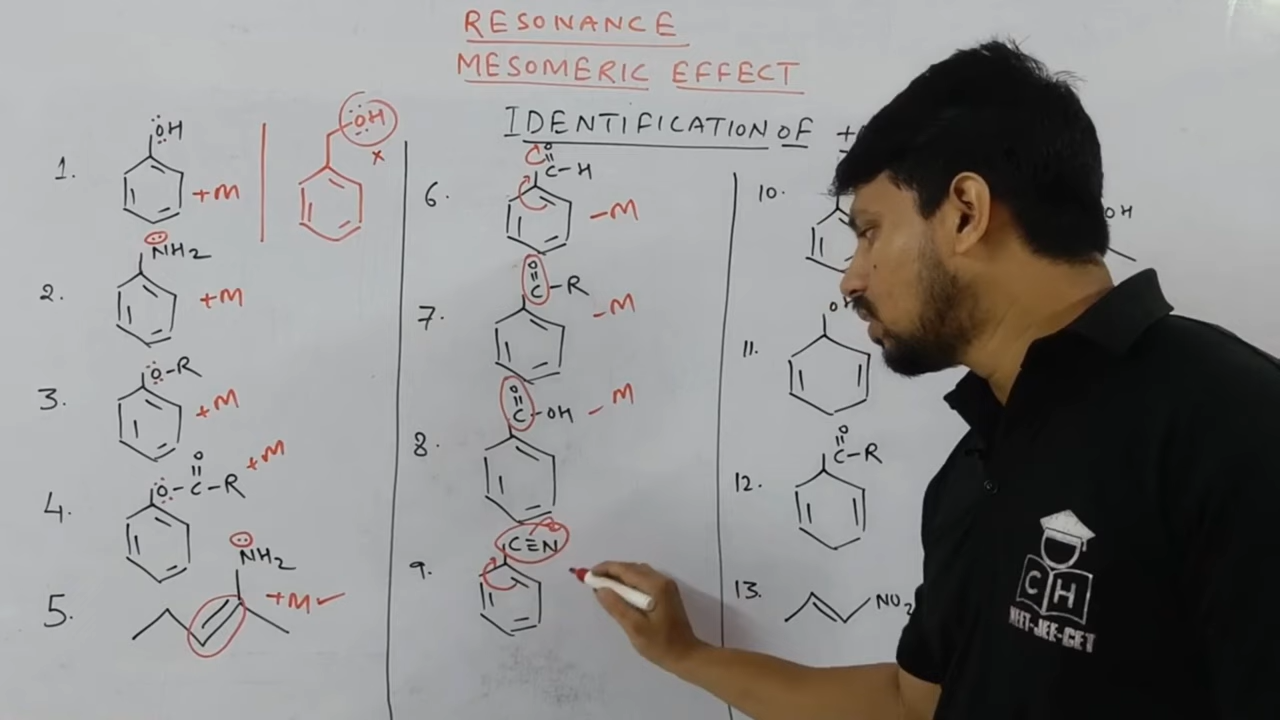 RESONANCE
MESOMERIC EFFECT
IDENTIFICATION OF +
1.
OH
+M
OH
x
2.
NH2
+M
3.
O-R
+M
4.
O
O-C-R
+M
5.
NH2
+M ✓
6.
O
C-H
-M
7.
O
C-R
-M
8.
O
C-OH
-M
9.
C≡N
10.
OH
11.
12.
O
C-R
13.
NO2
CH
NEET-JEE-CET